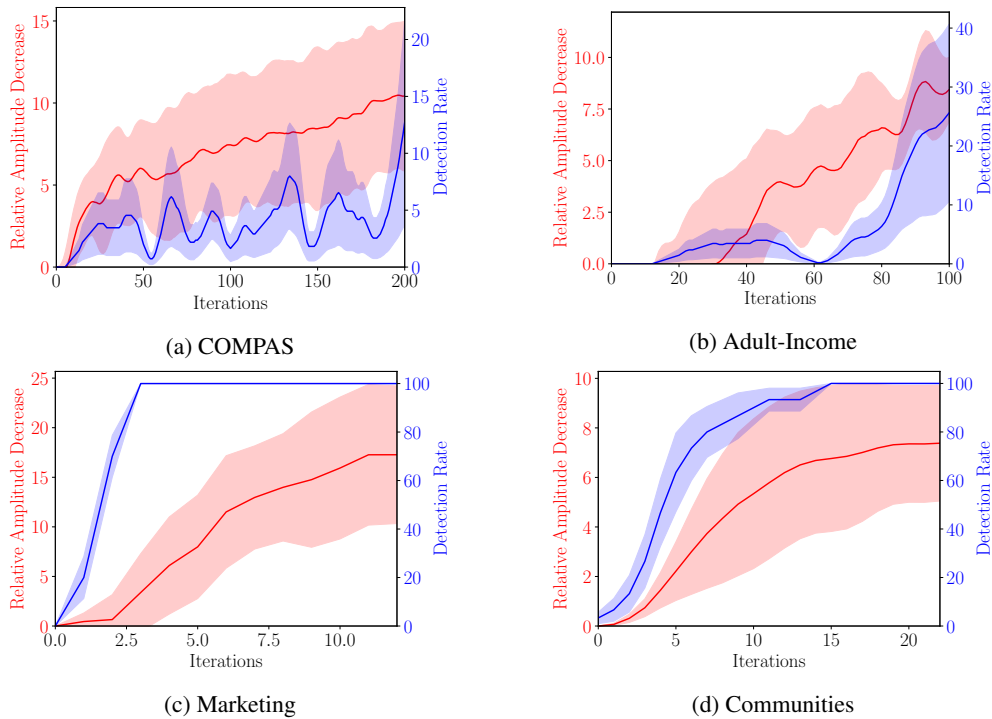 15
10
5
0
Relative Amplitude Decrease
20
15
10
5
0
Detection Rate
0 50 100 150 200
Iterations
(a) COMPAS
10.0
7.5
5.0
2.5
0.0
Relative Amplitude Decrease
40
30
20
10
0
Detection Rate
0 20 40 60 80 100
Iterations
(b) Adult-Income
25
20
15
10
5
0
Relative Amplitude Decrease
100
80
60
40
20
0
Detection Rate
0.0 2.5 5.0 7.5 10.0
Iterations
(c) Marketing
10
8
6
4
2
0
Relative Amplitude Decrease
100
80
60
40
20
0
Detection Rate
0 5 10 15 20
Iterations
(d) Communities